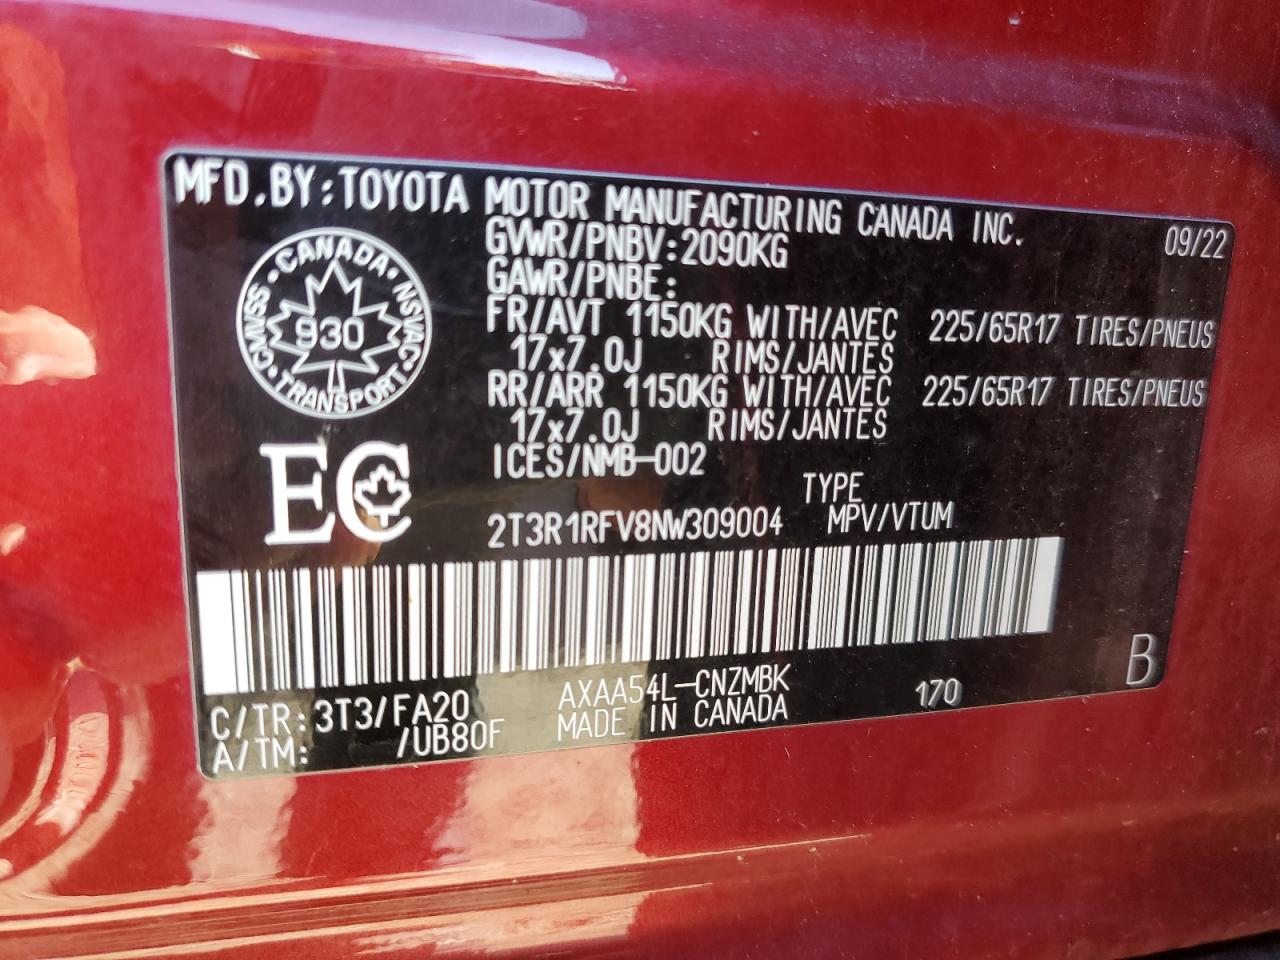 MFD.BY:TOYOTA MOTOR MANUFACTURING CANADA INC.
GVWR/PNBV:2090KG 09/22
GAWR/PNBE:
FR/AVT 1150KG WITH/AVEC 225/65R17 TIRES/PNEUS
17x7.0J RIMS/JANTES
RR/ARR 1150KG WITH/AVEC 225/65R17 TIRES/PNEUS
17x7.0J RIMS/JANTES
ICES/NMB-002
CANADA
CMVSS 930 NSVAC
TRANSPORT
EC
TYPE
2T3R1RFV8NW309004 MPV/VTUM
B
C/TR:3T3/FA20 AXAA54L-CNZMBK 170
A/TM: /UB80F MADE IN CANADA